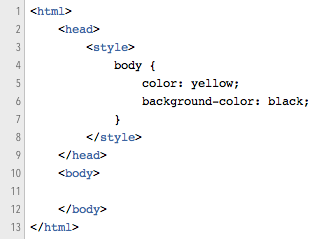 1 <html>
2     <head>
3         <style>
4             body {
5                 color: yellow;
6                 background-color: black;
7             }
8         </style>
9     </head>
10     <body>
11
12     </body>
13 </html>